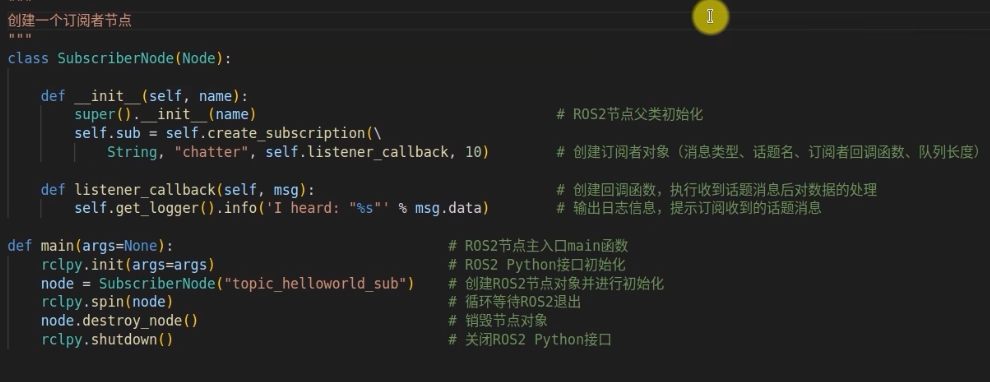 创建一个订阅者节点
"""
class SubscriberNode(Node):
    def __init__(self, name):
        super().__init__(name)                                    # ROS2节点父类初始化
        self.sub = self.create_subscription(\
            String, "chatter", self.listener_callback, 10)        # 创建订阅者对象（消息类型、话题名、订阅者回调函数、队列长度）
    def listener_callback(self, msg):                             # 创建回调函数，执行收到话题消息后对数据的处理
        self.get_logger().info('I heard: "%s"' % msg.data)        # 输出日志信息，提示订阅收到的话题消息
def main(args=None):                                 # ROS2节点主入口main函数
    rclpy.init(args=args)                            # ROS2 Python接口初始化
    node = SubscriberNode("topic_helloworld_sub")    # 创建ROS2节点对象并进行初始化
    rclpy.spin(node)                                 # 循环等待ROS2退出
    node.destroy_node()                              # 销毁节点对象
    rclpy.shutdown()                                 # 关闭ROS2 Python接口